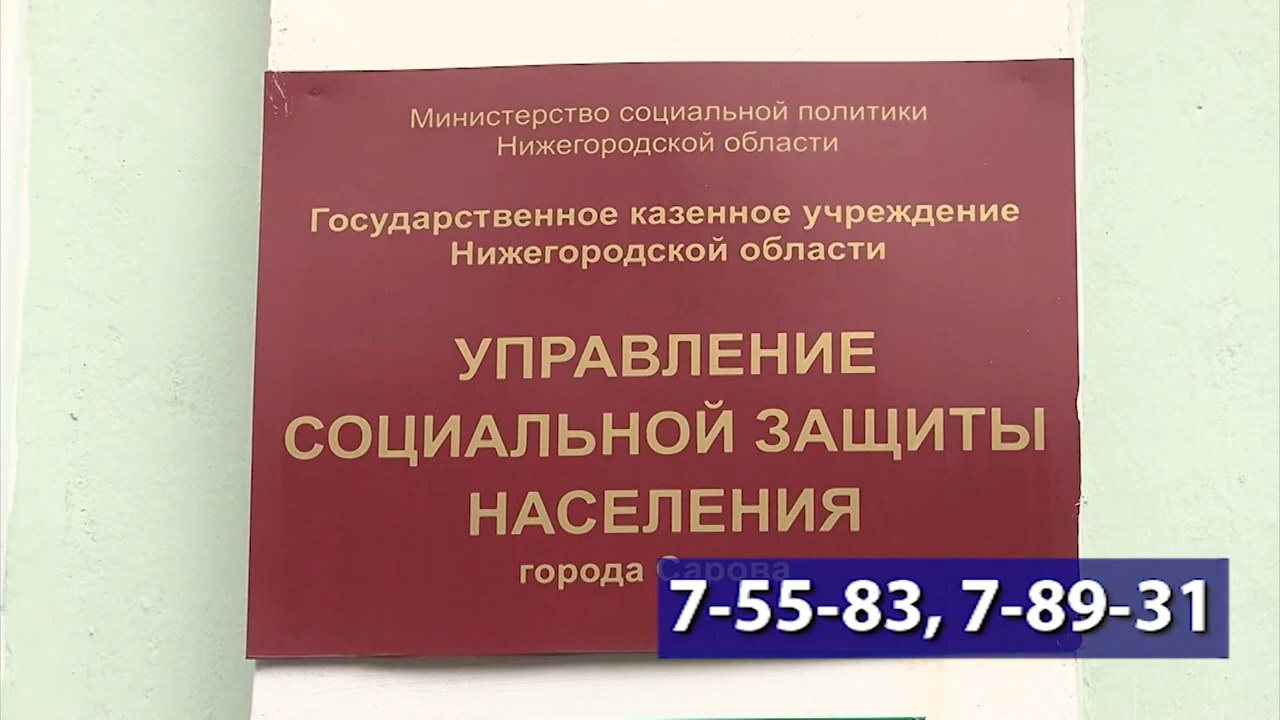 Министерство социальной политики
Нижегородской области
Государственное казенное учреждение
Нижегородской области
УПРАВЛЕНИЕ
СОЦИАЛЬНОЙ ЗАЩИТЫ
НАСЕЛЕНИЯ
города Сарова
7-55-83, 7-89-31